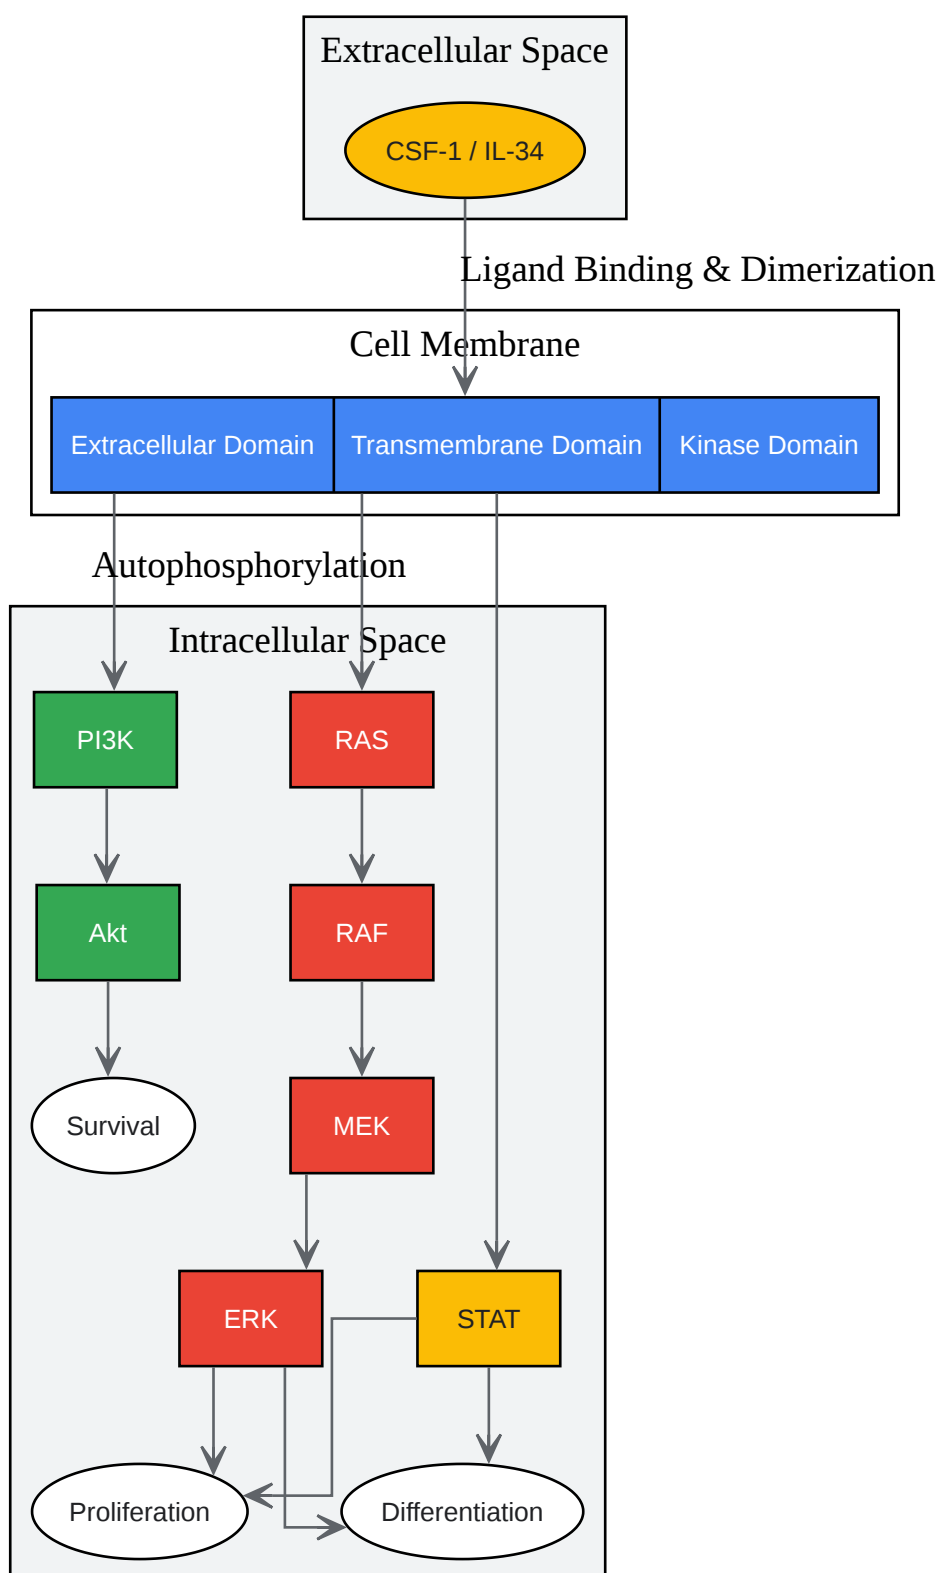 Extracellular Space
CSF-1 / IL-34
Ligand Binding & Dimerization
Cell Membrane
Extracellular Domain
Transmembrane Domain
Kinase Domain
Autophosphorylation
Intracellular Space
PI3K
RAS
Akt
RAF
Survival
MEK
ERK
STAT
Proliferation
Differentiation